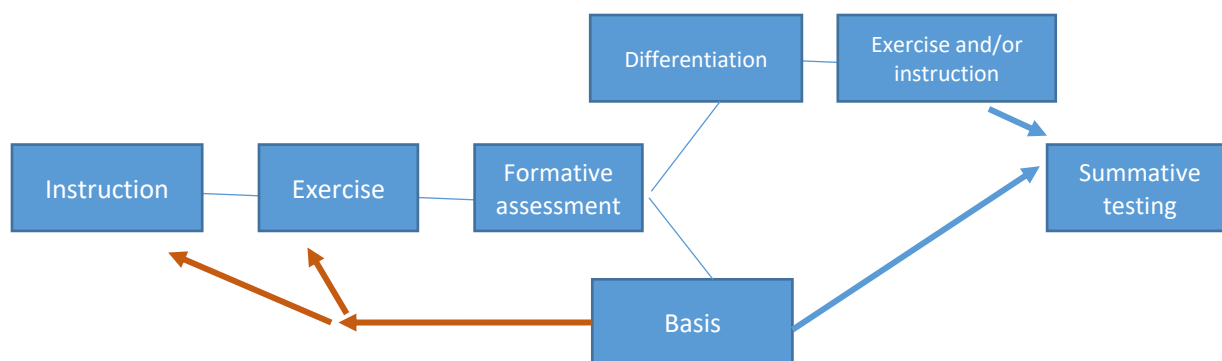 Differentiation
Exercise and/or
instruction
Instruction
Exercise
Formative
assessment
Summative
testing
Basis